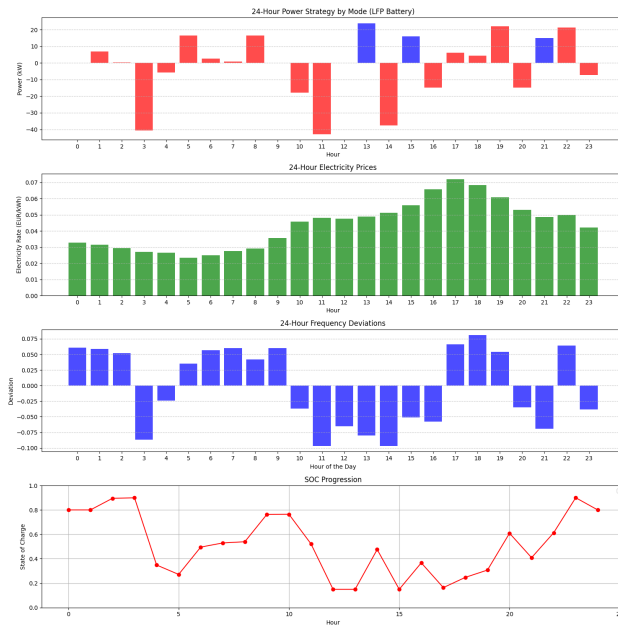 24-Hour Power Strategy by Mode (LFP Battery)
Power (kW)
20
10
0
−10
−20
−30
−40
0 1 2 3 4 5 6 7 8 9 10 11 12 13 14 15 16 17 18 19 20 21 22 23
Hour
24-Hour Electricity Prices
Electricity Rate (EUR/kWh)
0.07
0.06
0.05
0.04
0.03
0.02
0.01
0.00
0 1 2 3 4 5 6 7 8 9 10 11 12 13 14 15 16 17 18 19 20 21 22 23
Hour
24-Hour Frequency Deviations
Deviation
0.075
0.050
0.025
0.000
−0.025
−0.050
−0.075
−0.100
0 1 2 3 4 5 6 7 8 9 10 11 12 13 14 15 16 17 18 19 20 21 22 23
Hour of the Day
SOC Progression
State of Charge
1.0
0.8
0.6
0.4
0.2
0.0
0 5 10 15 20 2
Hour